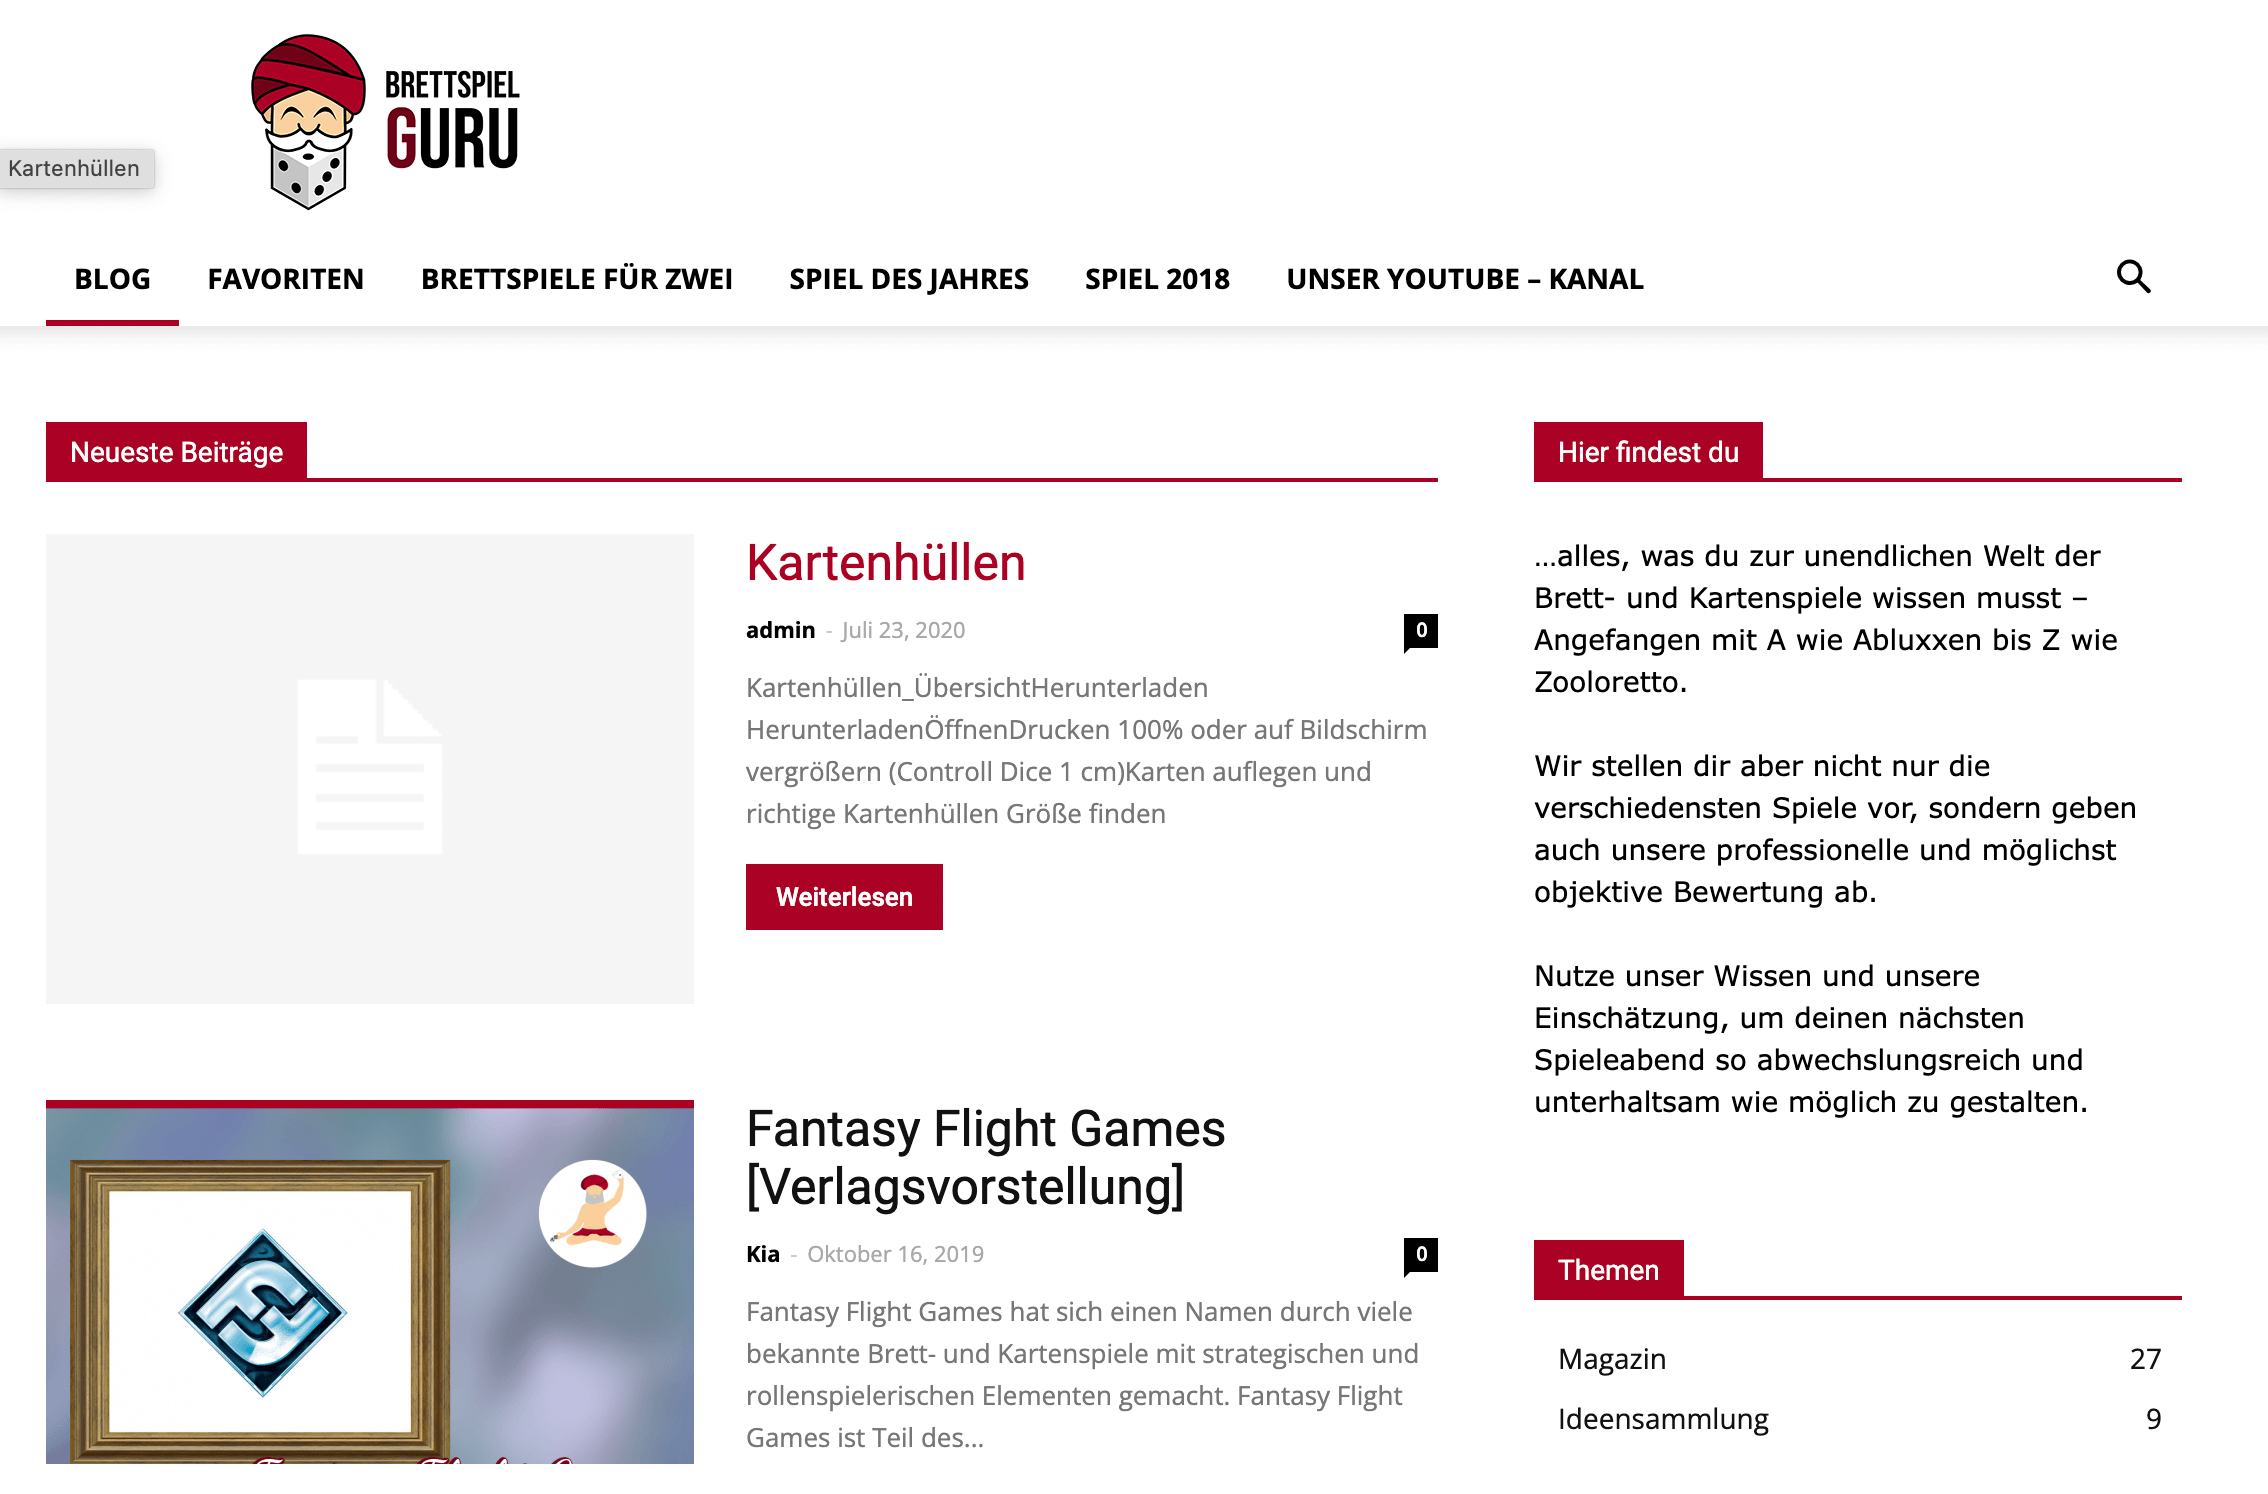 BRETTSPIEL
GURU
Kartenhüllen
BLOG FAVORITEN BRETTSPIELE FÜR ZWEI SPIEL DES JAHRES SPIEL 2018 UNSER YOUTUBE – KANAL
Neueste Beiträge
Kartenhüllen
admin - Juli 23, 2020 0
Kartenhüllen_ÜbersichtHerunterladen
HerunterladenÖffnenDrucken 100% oder auf Bildschirm
vergrößern (Controll Dice 1 cm)Karten auflegen und
richtige Kartenhüllen Größe finden
Weiterlesen
Fantasy Flight Games
[Verlagsvorstellung]
Kia - Oktober 16, 2019 0
Fantasy Flight Games hat sich einen Namen durch viele
bekannte Brett- und Kartenspiele mit strategischen und
rollenspielerischen Elementen gemacht. Fantasy Flight
Games ist Teil des...
Hier findest du
...alles, was du zur unendlichen Welt der
Brett- und Kartenspiele wissen musst –
Angefangen mit A wie Abluxxen bis Z wie
Zooloretto.
Wir stellen dir aber nicht nur die
verschiedensten Spiele vor, sondern geben
auch unsere professionelle und möglichst
objektive Bewertung ab.
Nutze unser Wissen und unsere
Einschätzung, um deinen nächsten
Spieleabend so abwechslungsreich und
unterhaltsam wie möglich zu gestalten.
Themen
Magazin 27
Ideensammlung 9